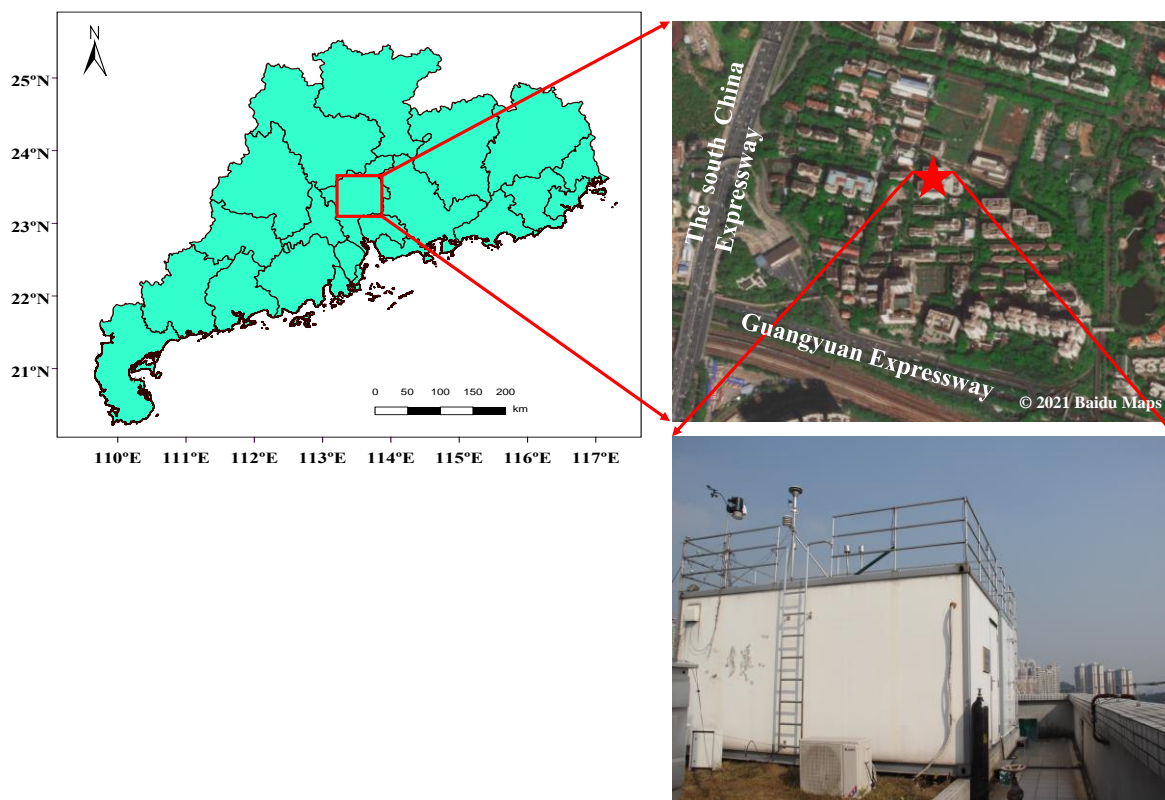 N
25°N
24°N
23°N
22°N
21°N
0 50 100 150 200
km
110°E 111°E 112°E 113°E 114°E 115°E 116°E 117°E
The south China
Expressway
Guangyuan Expressway
© 2021 Baidu Maps